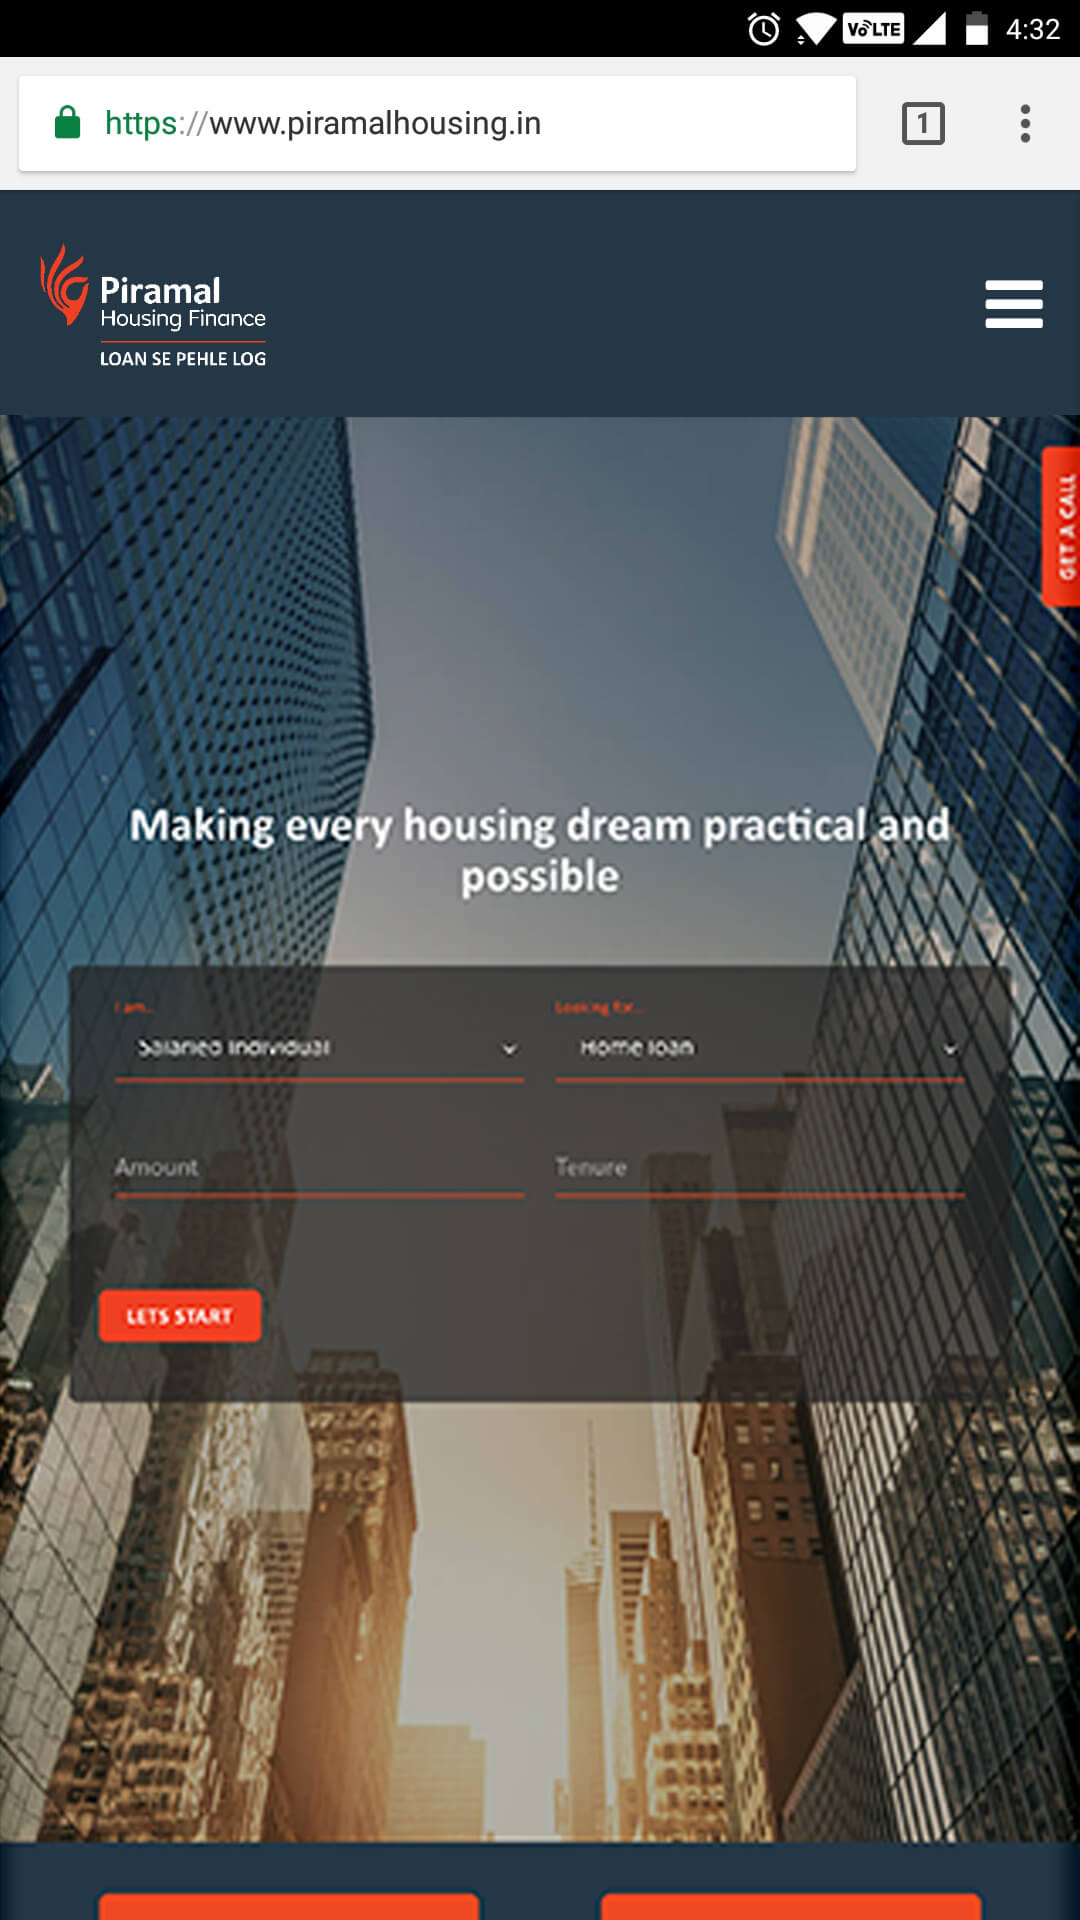 4:32
VoLTE
https://www.piramalhousing.in
1
Piramal
Housing Finance
LOAN SE PEHLE LOG
GET A CALL
Making every housing dream practical and
possible
I am...
Looking for...
Salaried Individual
Home loan
Amount
Tenure
LETS START